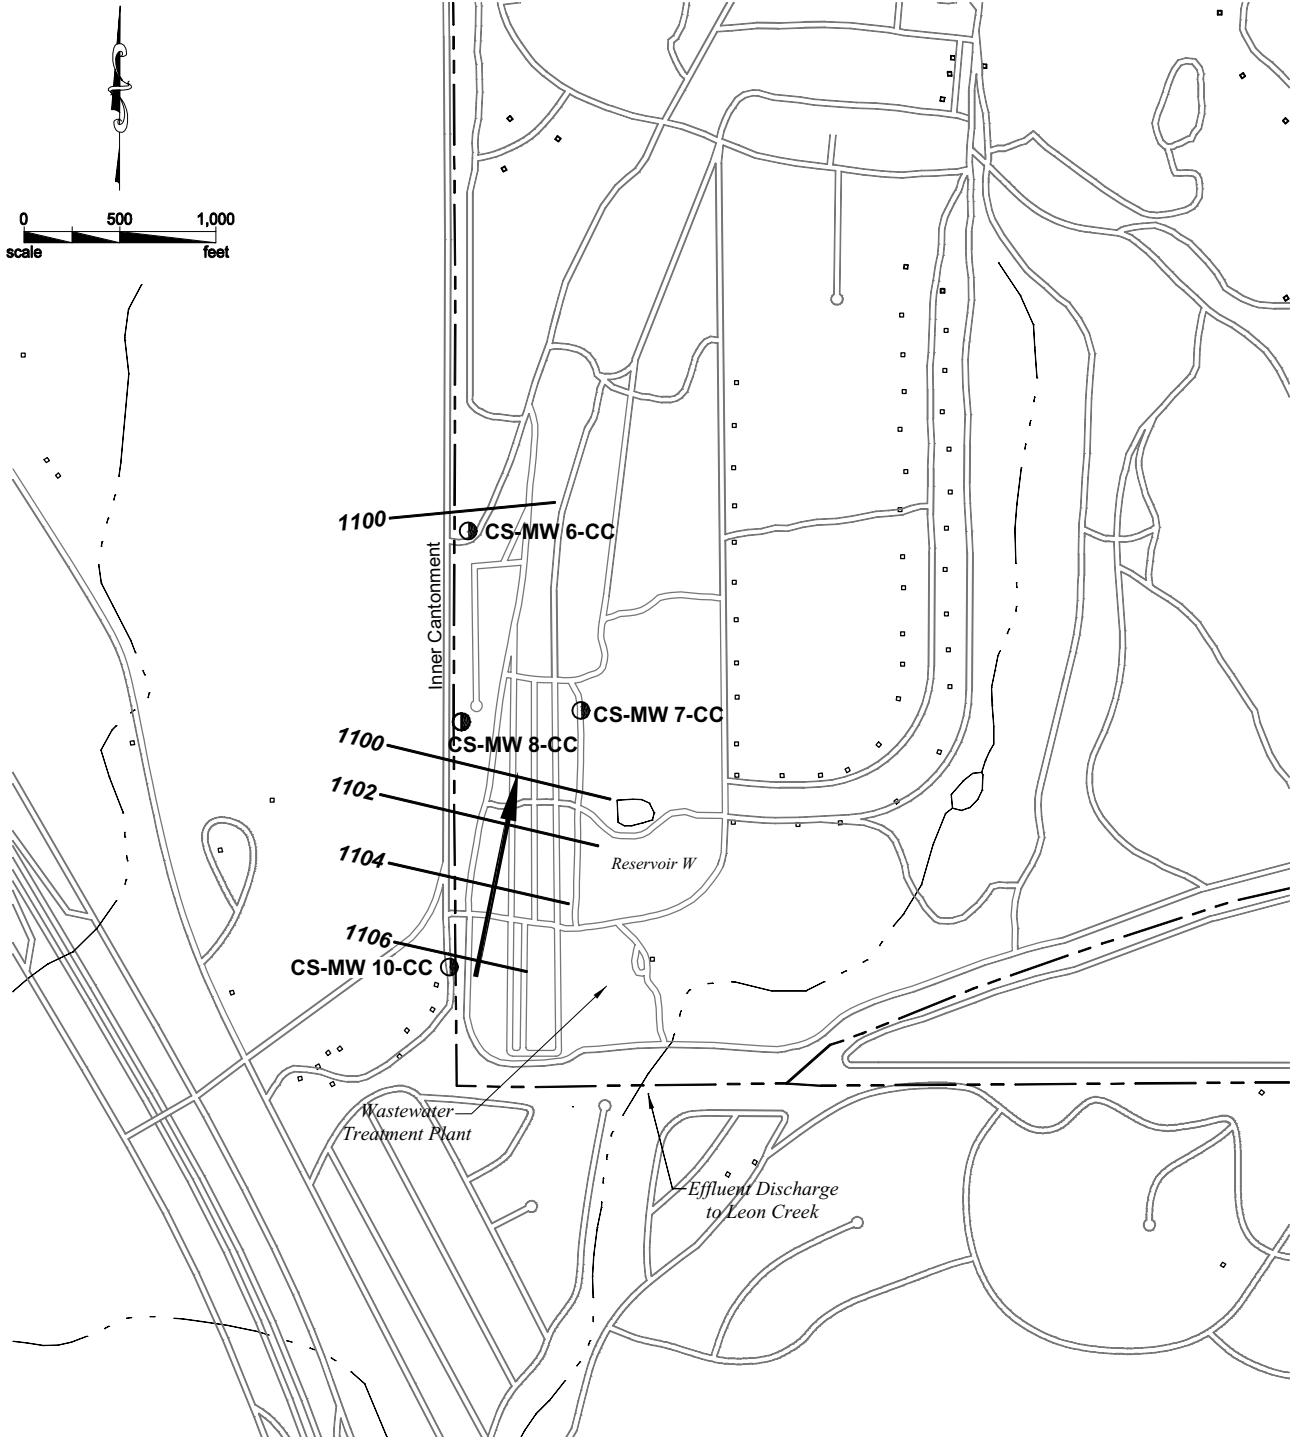 0 500 1,000
scale feet
1100
CS-MW 6-CC
Inner Cantonment
CS-MW 7-CC
1100
CS-MW 8-CC
1102
1104
Reservoir W
1106
CS-MW 10-CC
Wastewater
Treatment Plant
Effluent Discharge
to Leon Creek